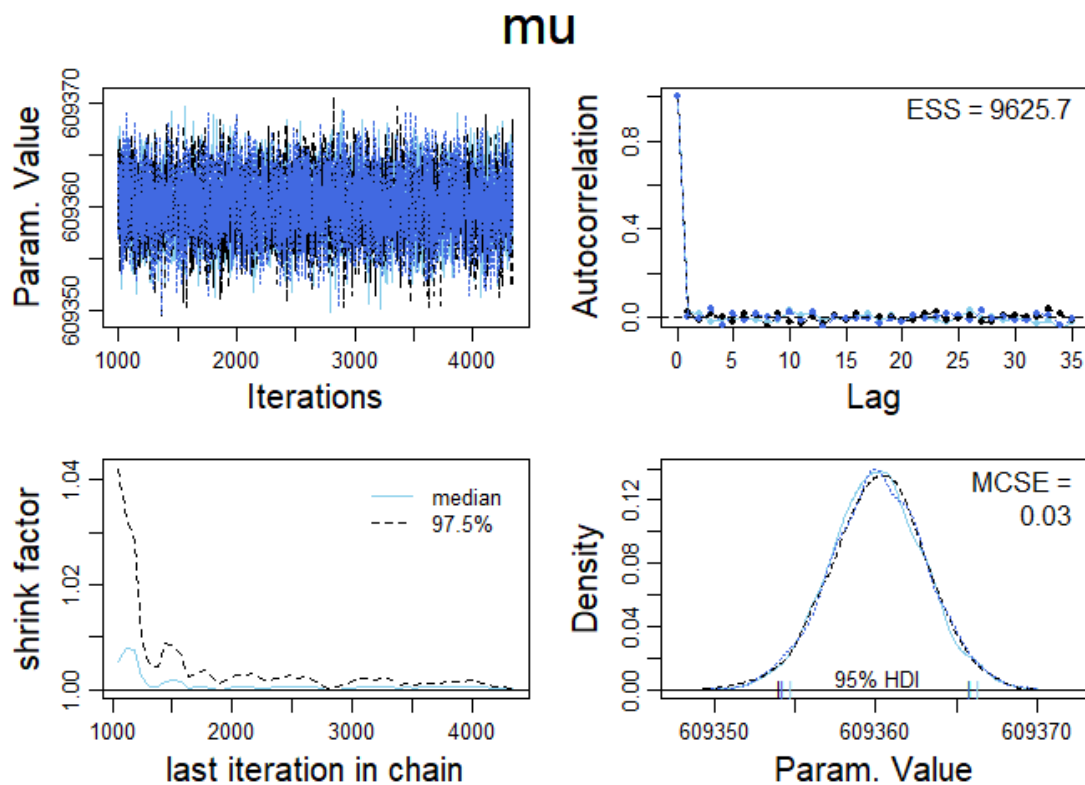 mu
Param. Value
609350 609360 609370
1000 2000 3000 4000
Iterations
ESS = 9625.7
Autocorrelation
0.0 0.4 0.8
0 5 10 15 20 25 30 35
Lag
shrink factor
1.00 1.02 1.04
median
97.5%
1000 2000 3000 4000
last iteration in chain
MCSE =
0.03
Density
0.00 0.04 0.08 0.12
95% HDI
609350 609360 609370
Param. Value